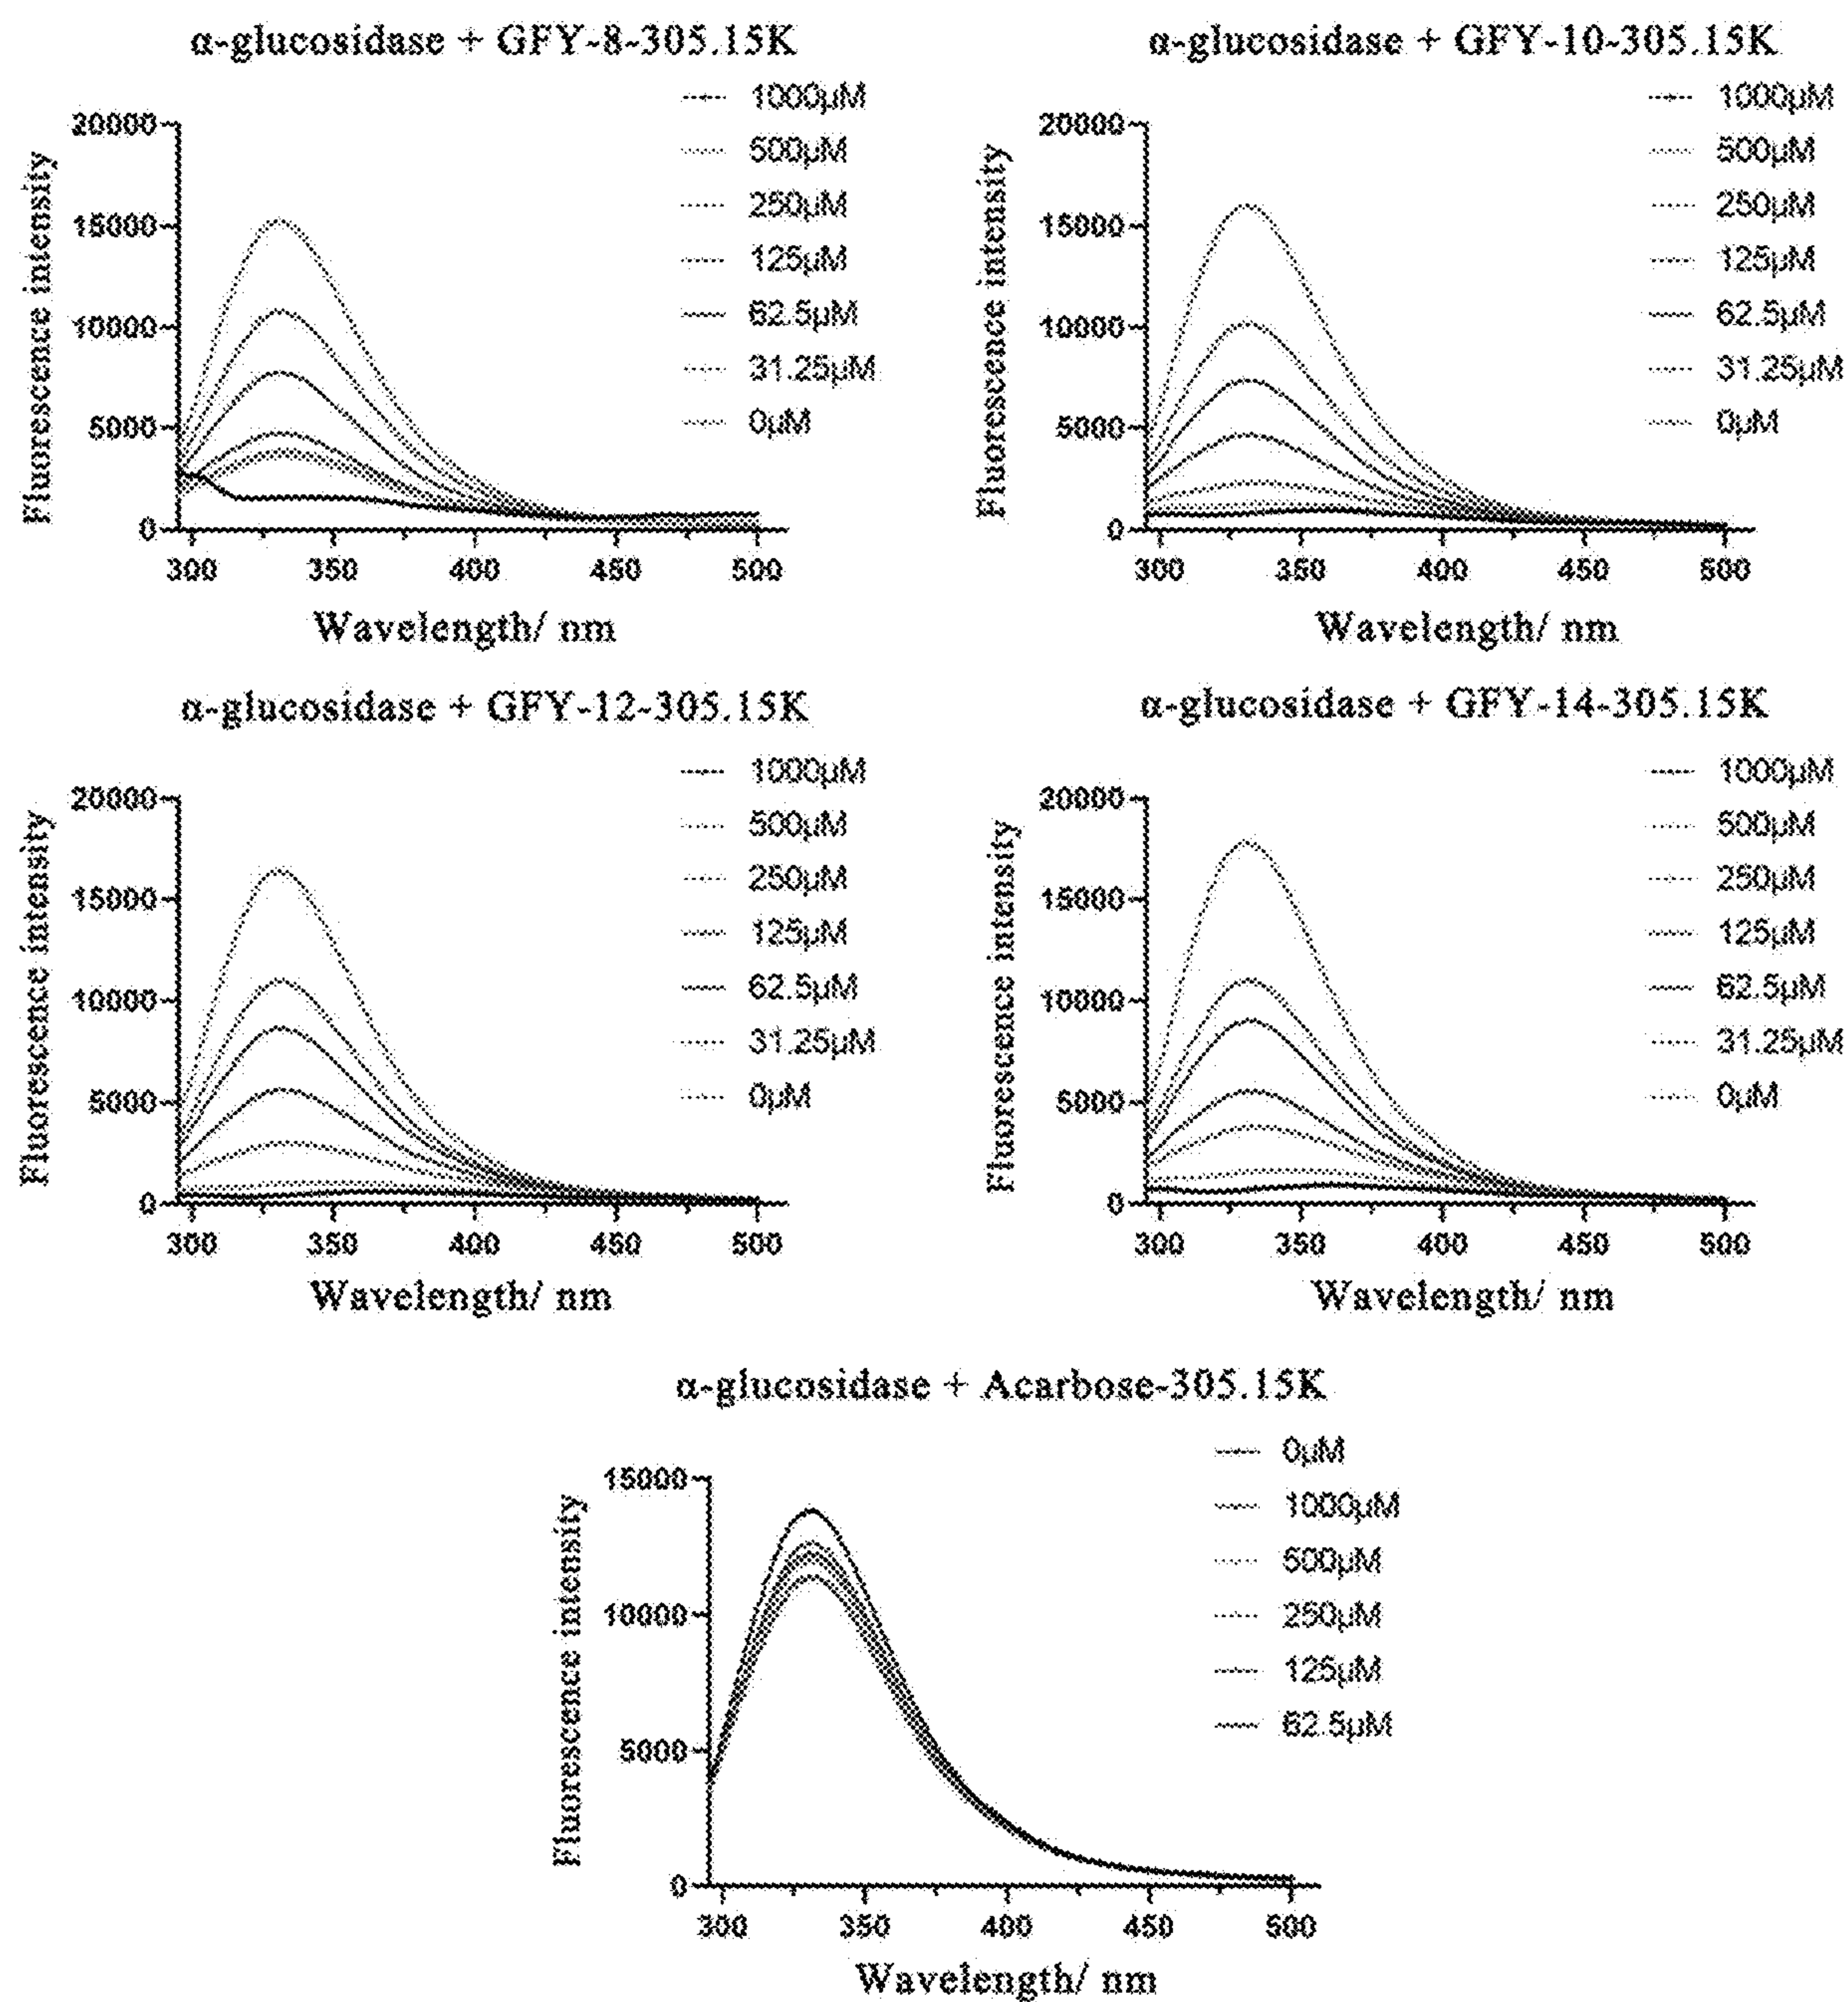 α-glucosidase + GFY-8-305.15K
1000μM
500μM
250μM
125μM
62.5μM
31.25μM
0μM
20000
15000
10000
5000
0
Fluorescence intiensity
300 350 400 450 500
Wavelength/ nm
α-glucosidase + GFY-10-305.15K
1000μM
500μM
250μM
125μM
62.5μM
31.25μM
0μM
20000
15000
10000
5000
0
Fluorescence intiensity
300 350 400 450 500
Wavelength/ nm
α-glucosidase + GFY-12-305.15K
1000μM
500μM
250μM
125μM
62.5μM
31.25μM
0μM
20000
15000
10000
5000
0
Fluorescence intiensity
300 350 400 450 500
Wavelength/ nm
α-glucosidase + GFY-14-305.15K
1000μM
500μM
250μM
125μM
62.5μM
31.25μM
0μM
20000
15000
10000
5000
0
Fluorescence intiensity
300 350 400 450 500
Wavelength/ nm
α-glucosidase + Acarbose-305.15K
0μM
1000μM
500μM
250μM
125μM
62.5μM
15000
10000
5000
0
Fluorescence intiensity
300 350 400 450 500
Wavelength/ nm